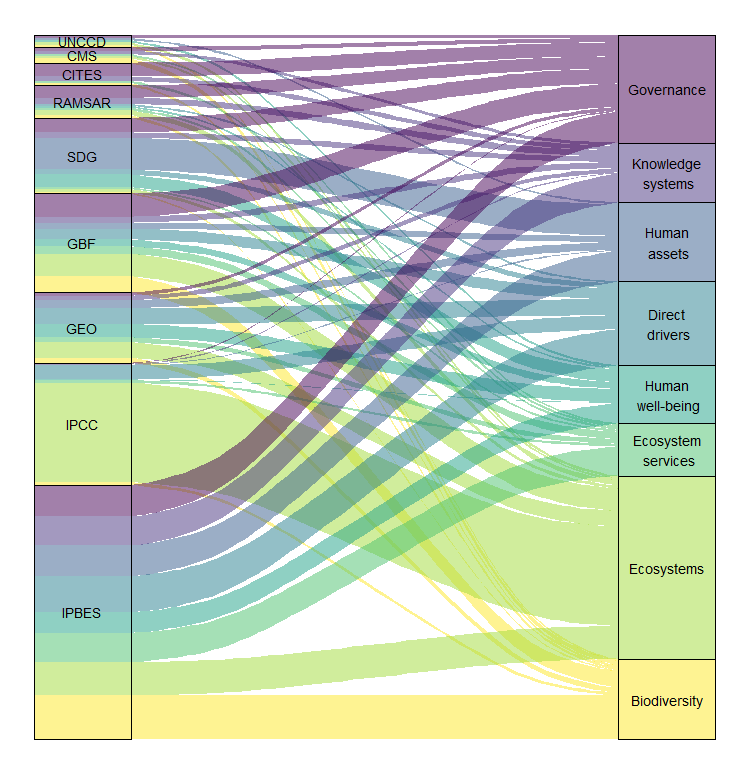 UNCCD
CMS
CITES
RAMSAR
SDG
GBF
GEO
IPCC
IPBES
Governance
Knowledge
systems
Human
assets
Direct
drivers
Human
well-being
Ecosystem
services
Ecosystems
Biodiversity